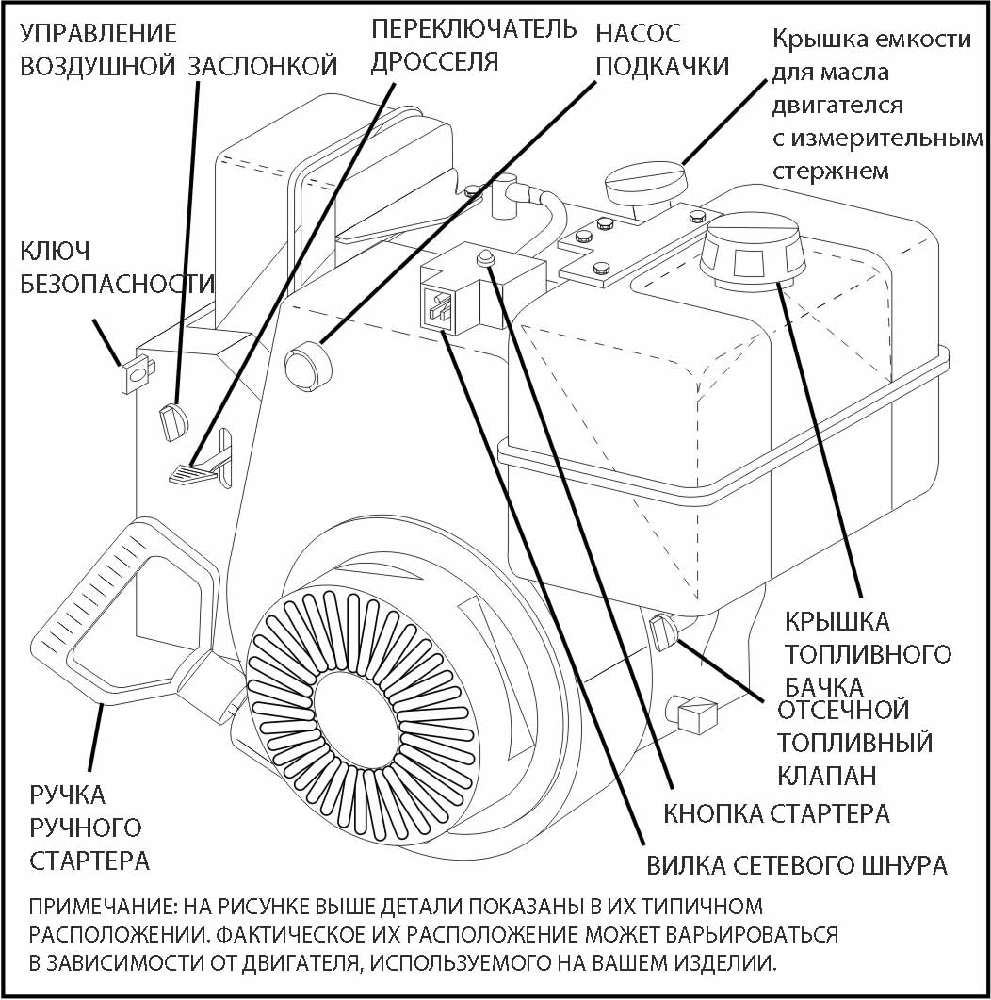 УПРАВЛЕНИЕ
ВОЗДУШНОЙ ЗАСЛОНКОЙ
ПЕРЕКЛЮЧАТЕЛЬ
ДРОССЕЛЯ
НАСОС
ПОДКАЧКИ
Крышка емкости
для масла
двигателся
с измерительным
стержнем
КЛЮЧ
БЕЗОПАСНОСТИ
КРЫШКА
ТОПЛИВНОГО
БАЧКА
ОТСЕЧНОЙ
ТОПЛИВНЫЙ
КЛАПАН
КНОПКА СТАРТЕРА
ВИЛКА СЕТЕВОГО ШНУРА
РУЧКА
РУЧНОГО
СТАРТЕРА
ПРИМЕЧАНИЕ: НА РИСУНКЕ ВЫШЕ ДЕТАЛИ ПОКАЗАНЫ В ИХ ТИПИЧНОМ
РАСПОЛОЖЕНИИ. ФАКТИЧЕСКОЕ ИХ РАСПОЛОЖЕНИЕ МОЖЕТ ВАРЬИРОВАТЬСЯ
В ЗАВИСИМОСТИ ОТ ДВИГАТЕЛЯ, ИСПОЛЬЗУЕМОГО НА ВАШЕМ ИЗДЕЛИИ.